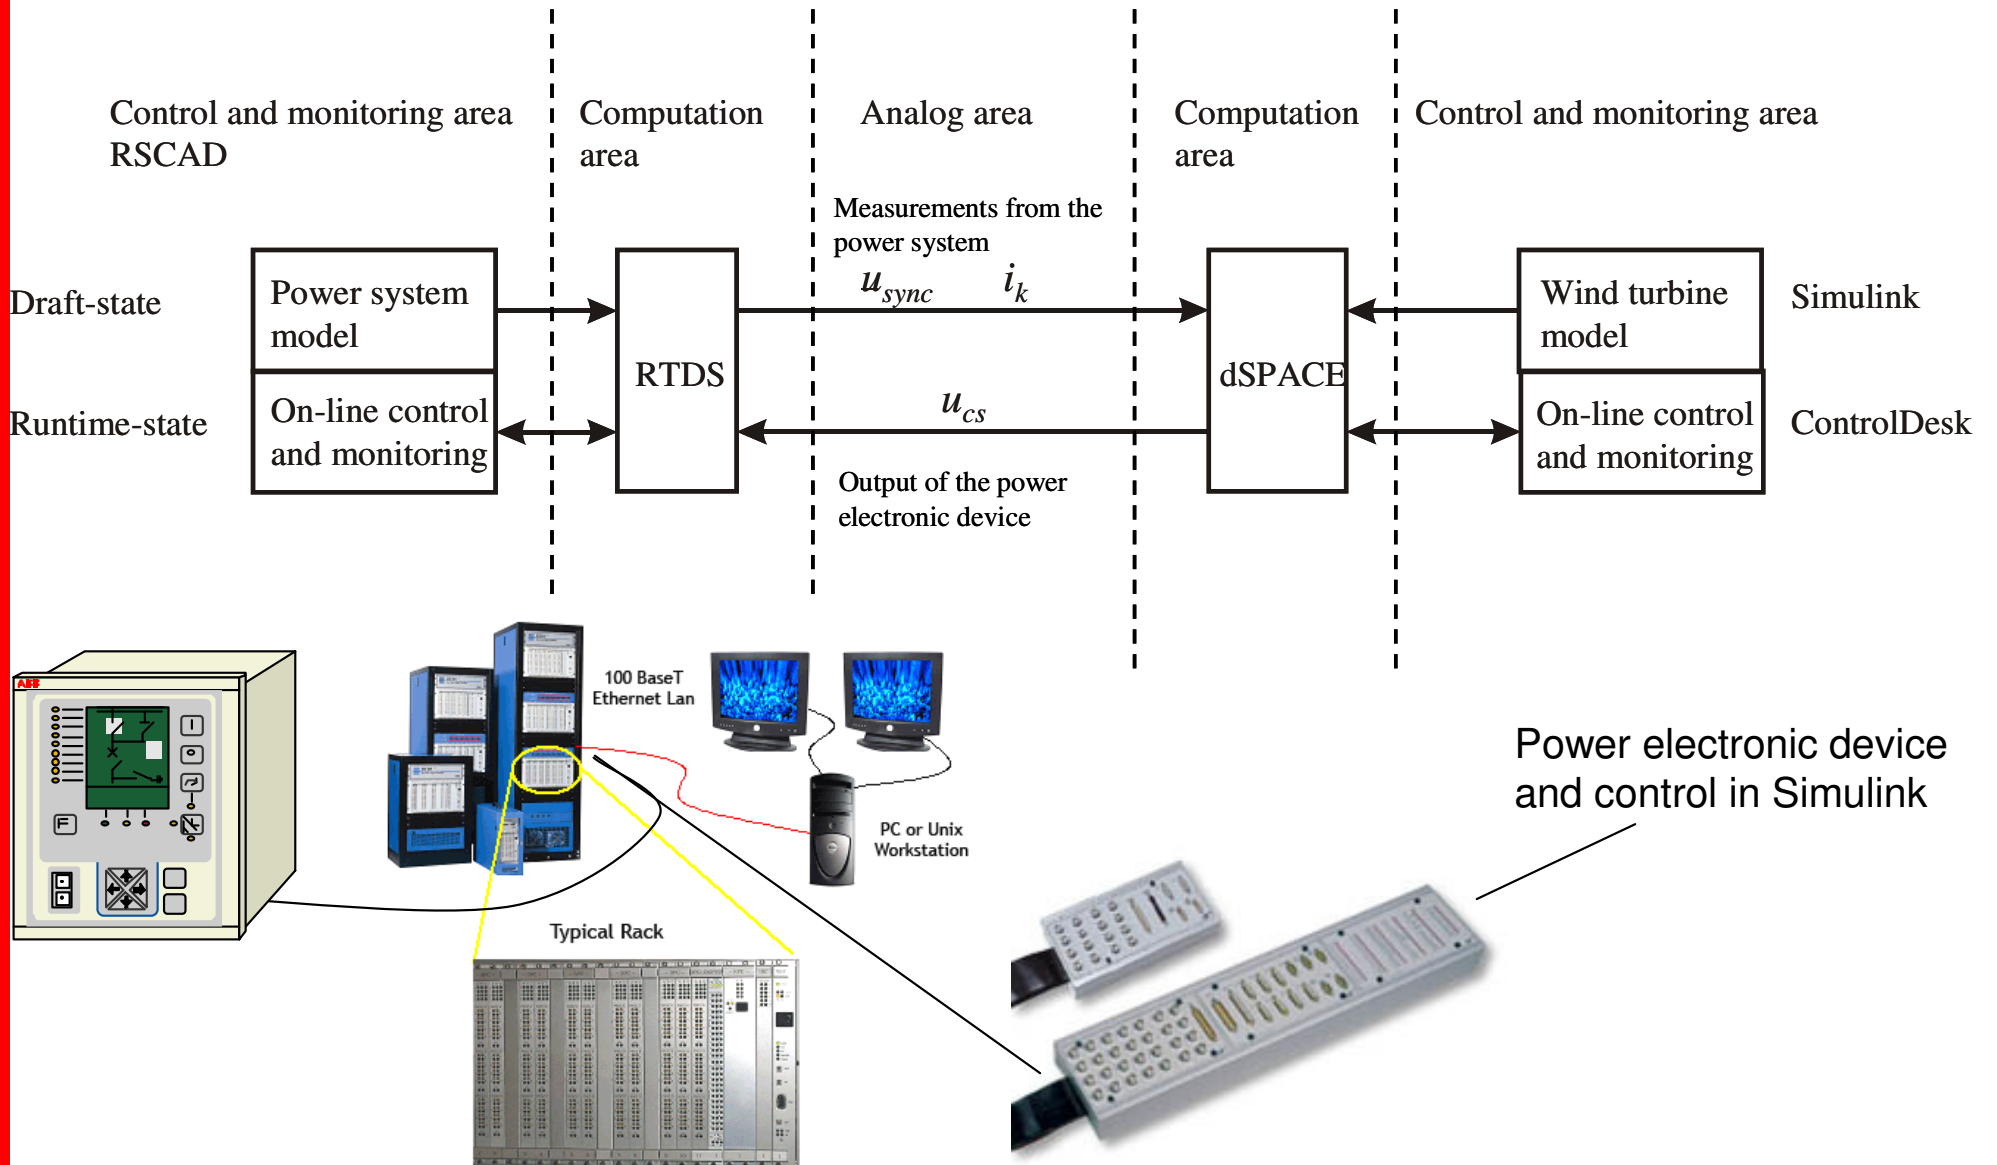 Control and monitoring area
RSCAD
Computation
area
Analog area
Computation
area
Control and monitoring area
Measurements from the
power system
u_sync i_k
Draft-state
Power system
model
Wind turbine
model
Simulink
RTDS
dSPACE
Runtime-state
On-line control
and monitoring
u_cs
On-line control
and monitoring
ControlDesk
Output of the power
electronic device
ABB
100 BaseT
Ethernet Lan
PC or Unix
Workstation
Power electronic device
and control in Simulink
F
Typical Rack